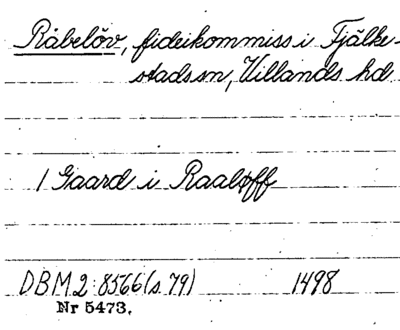 Råbelöv, fideikommiss i Fjälke-
stads sn, Villands hd
1 Gaard i Raaløff
DBM 2:8566 (s. 79) 1498
Nr 5473.